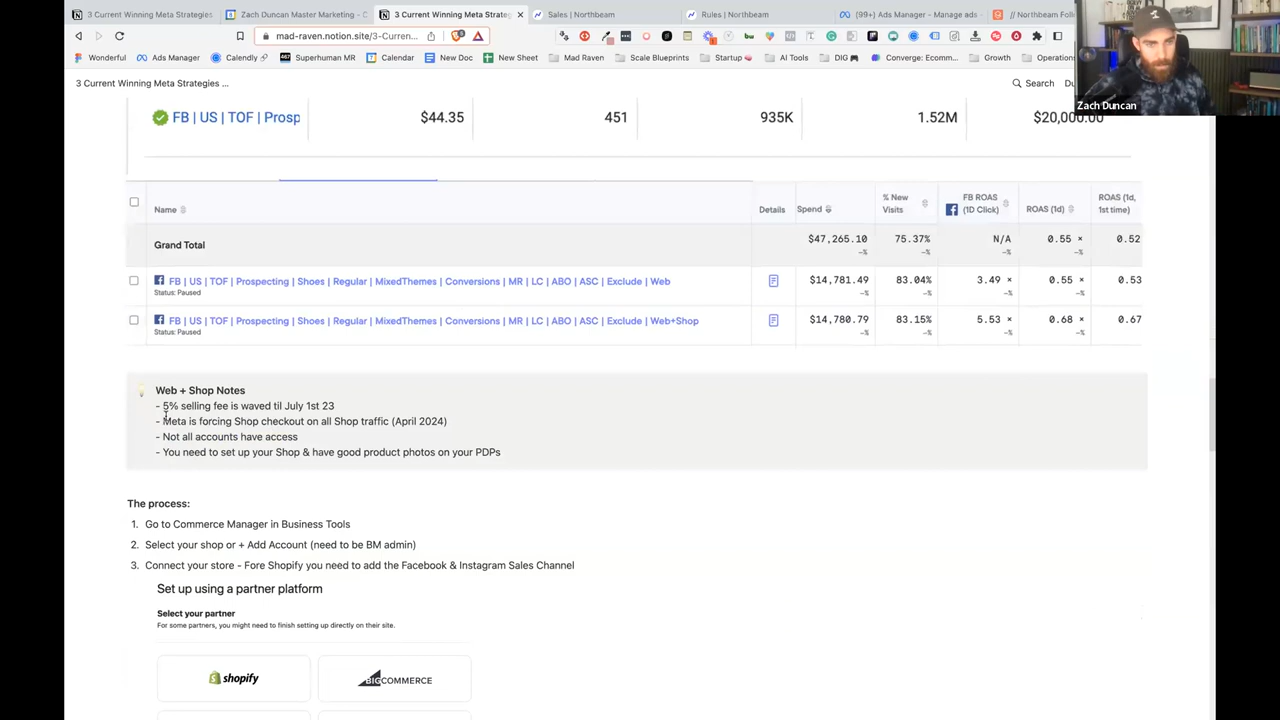 3 Current Winning Meta Strategies
Zach Duncan Master Marketing - C
3 Current Winning Meta Strateg
Sales | Northbeam
Rules | Northbeam
(99+) Ads Manager - Manage ads
// Northbeam Foll
mad-raven.notion.site/3-Curren...
Wonderful
Ads Manager
Calendly
Superhuman MR
Calendar
New Doc
New Sheet
Mad Raven
Scale Blueprints
Startup
AI Tools
DIG
Converge: Ecomm...
Growth
Operations
3 Current Winning Meta Strategies ...
Search
Du
Zach Duncan
FB | US | TOF | Prosp
$44.35
451
935K
1.52M
$20,000.00
Name
Details
Spend
% New Visits
FB ROAS (1D Click)
ROAS (1d)
ROAS (1d, 1st time)
Grand Total
$47,265.10
75.37%
N/A
0.55 ×
0.52
FB | US | TOF | Prospecting | Shoes | Regular | MixedThemes | Conversions | MR | LC | ABO | ASC | Exclude | Web
Status: Paused
$14,781.49
83.04%
3.49 ×
0.55 ×
0.53
FB | US | TOF | Prospecting | Shoes | Regular | MixedThemes | Conversions | MR | LC | ABO | ASC | Exclude | Web+Shop
Status: Paused
$14,780.79
83.15%
5.53 ×
0.68 ×
0.67
Web + Shop Notes
- 5% selling fee is waved til July 1st 23
- Meta is forcing Shop checkout on all Shop traffic (April 2024)
- Not all accounts have access
- You need to set up your Shop & have good product photos on your PDPs
The process:
1. Go to Commerce Manager in Business Tools
2. Select your shop or + Add Account (need to be BM admin)
3. Connect your store - Fore Shopify you need to add the Facebook & Instagram Sales Channel
Set up using a partner platform
Select your partner
For some partners, you might need to finish setting up directly on their site.
shopify
BIGCOMMERCE